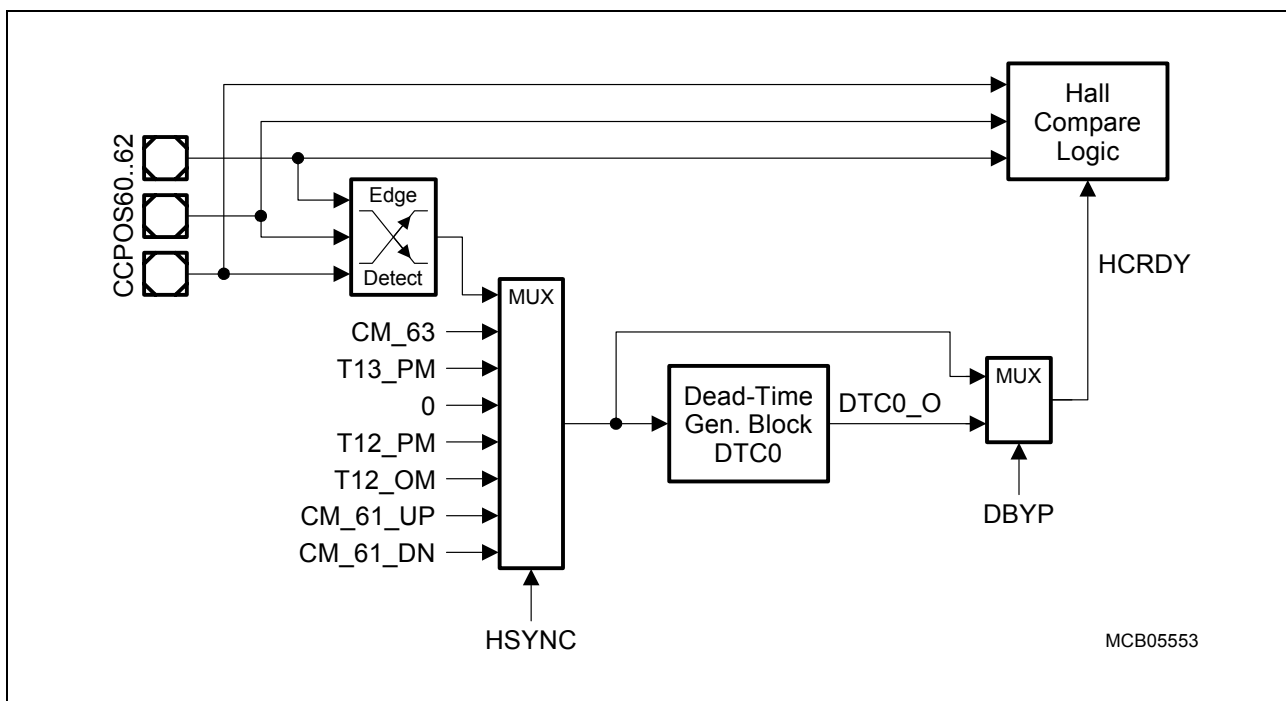 Hall
Compare
Logic
CCPOS60..62
Edge
Detect
HCRDY
MUX
CM_63
T13_PM
0
T12_PM
T12_OM
CM_61_UP
CM_61_DN
Dead-Time
Gen. Block
DTC0
DTC0_O
MUX
DBYP
HSYNC
MCB05553